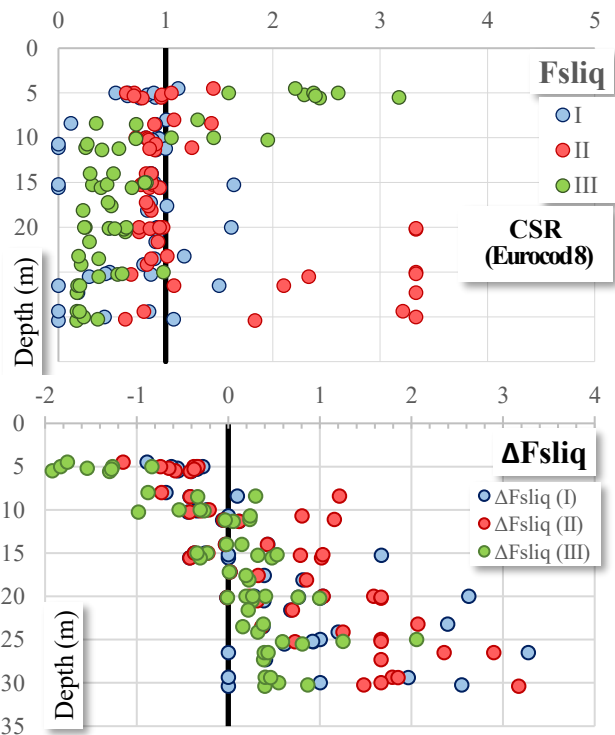 0 1 2 3 4 5
0
5
10
15
20
Depth (m)
Fsliq
I
II
III
CSR
(Eurocod8)
-2 -1 0 1 2 3 4
0
5
10
15
20
25
30
35
Depth (m)
ΔFsliq
ΔFsliq (I)
ΔFsliq (II)
ΔFsliq (III)